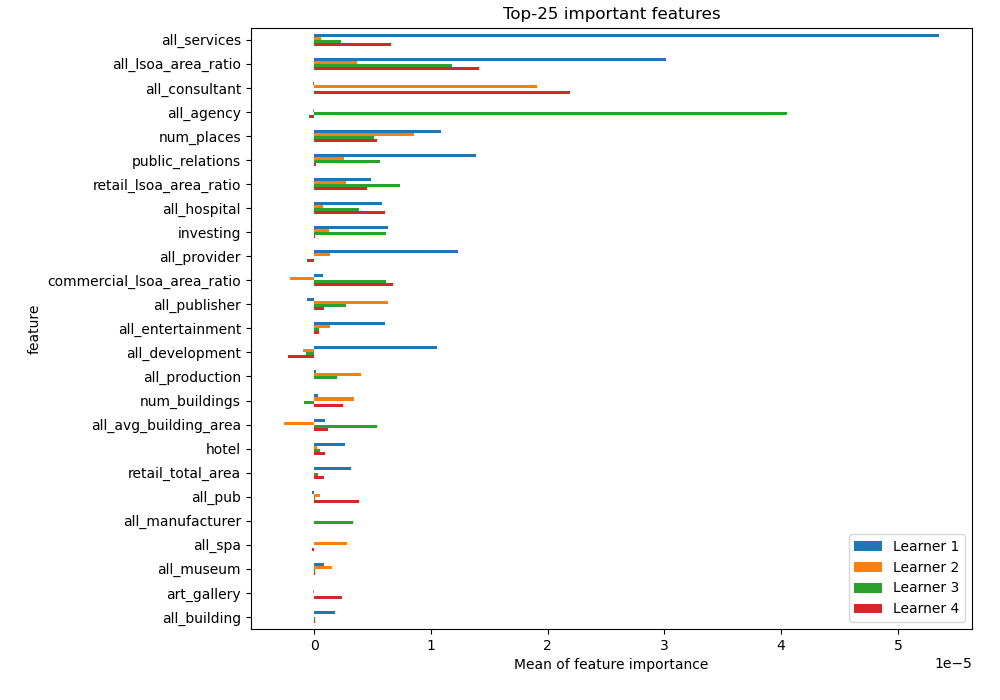 Top-25 important features
all_services
all_lsoa_area_ratio
all_consultant
all_agency
num_places
public_relations
retail_lsoa_area_ratio
all_hospital
investing
all_provider
commercial_lsoa_area_ratio
all_publisher
all_entertainment
all_development
all_production
num_buildings
all_avg_building_area
hotel
retail_total_area
all_pub
all_manufacturer
all_spa
all_museum
art_gallery
all_building
feature
Learner 1
Learner 2
Learner 3
Learner 4
0 1 2 3 4 5
1e−5
Mean of feature importance